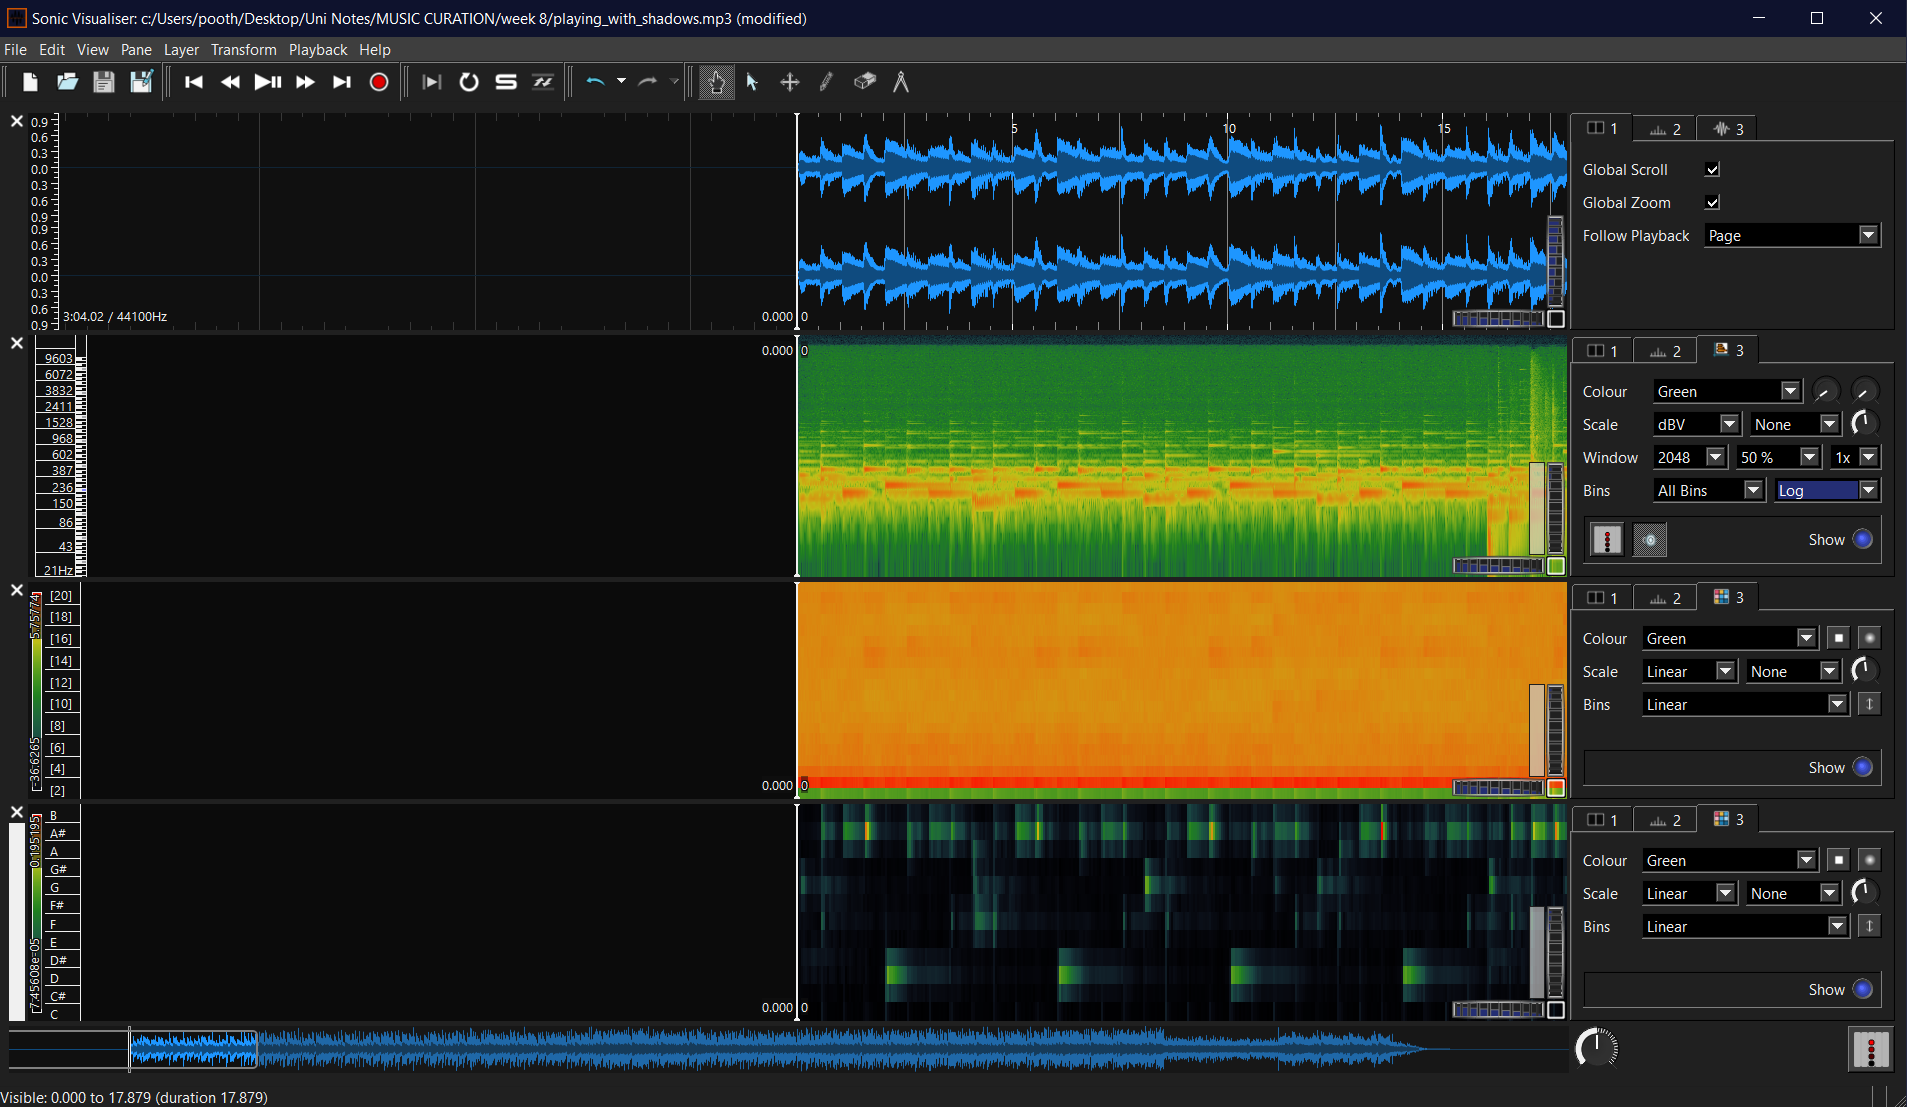 Sonic Visualiser: c:/Users/pooth/Desktop/Uni Notes/MUSIC CURATION/week 8/playing_with_shadows.mp3 (modified)
File Edit View Pane Layer Transform Playback Help
0.9
0.6
0.3
0.0
0.3
0.6
0.9
0.9
0.6
0.3
0.0
0.3
0.6
0.9
3:04.02 / 44100Hz
0.000
0
5
10
15
1 2 3
Global Scroll
Global Zoom
Follow Playback Page
9603
6072
3832
2411
1528
968
602
387
236
150
86
43
21Hz
0.000
0
1 2 3
Colour Green
Scale dBV None
Window 2048 50 % 1x
Bins All Bins Log
Show
5.75774
-36.6265
[20]
[18]
[16]
[14]
[12]
[10]
[8]
[6]
[4]
[2]
0.000
0
1 2 3
Colour Green
Scale Linear None
Bins Linear
Show
0.195195
7.45608e-05
B
A#
A
G#
G
F#
F
E
D#
D
C#
C
0.000
0
1 2 3
Colour Green
Scale Linear None
Bins Linear
Show
Visible: 0.000 to 17.879 (duration 17.879)